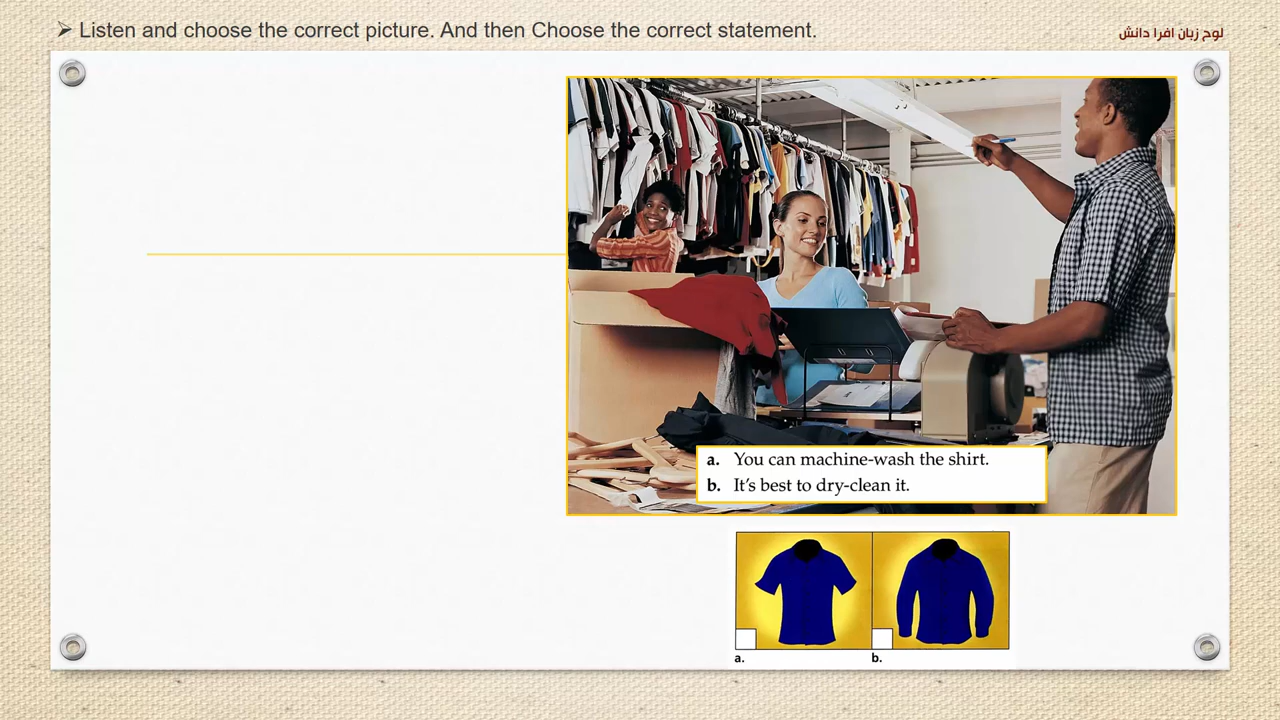 ➢ Listen and choose the correct picture. And then Choose the correct statement.
لوح زبان افرا دانش
a. You can machine-wash the shirt.
b. It's best to dry-clean it.
a. b.